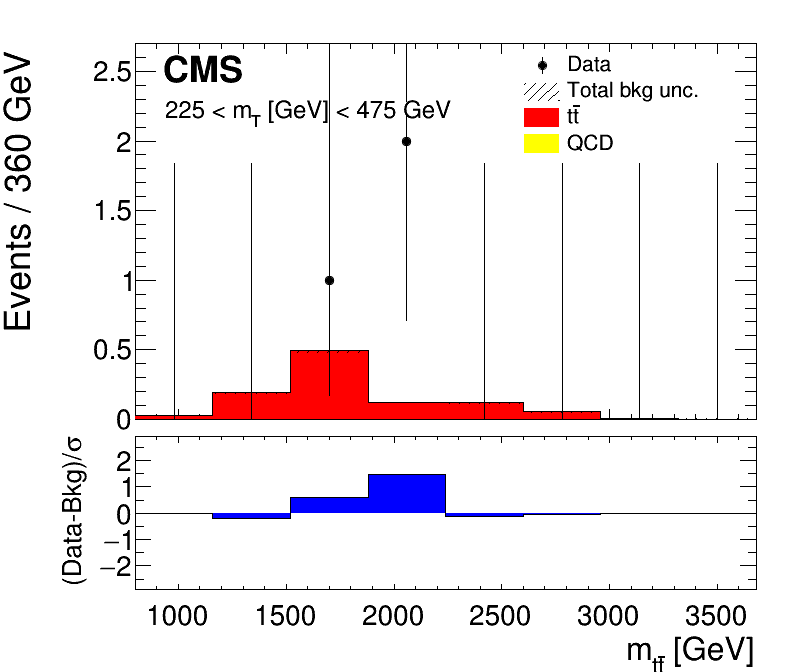 CMS
225 < m_T [GeV] < 475 GeV
Data
Total bkg unc.
tt̄
QCD
Events / 360 GeV
2.5
2
1.5
1
0.5
0
(Data-Bkg)/σ
2
1
0
−1
−2
1000 1500 2000 2500 3000 3500
m_tt̄ [GeV]